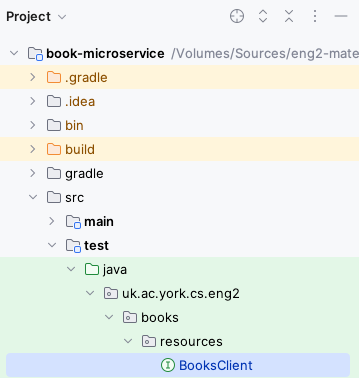 Project
book-microservice /Volumes/Sources/eng2-mate
.gradle
.idea
bin
build
gradle
src
main
test
java
uk.ac.york.cs.eng2
books
resources
BooksClient